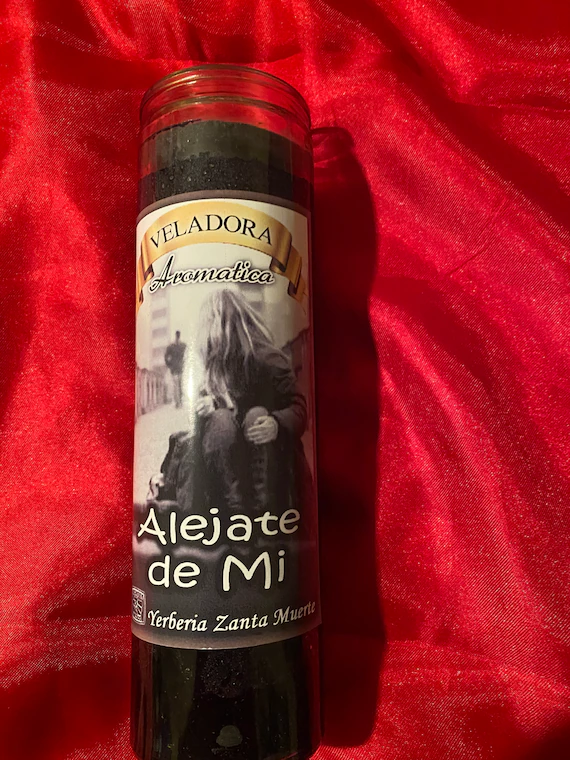 VELADORA
Aromatica
Alejate
de Mi
Yerberia Zanta Muerte